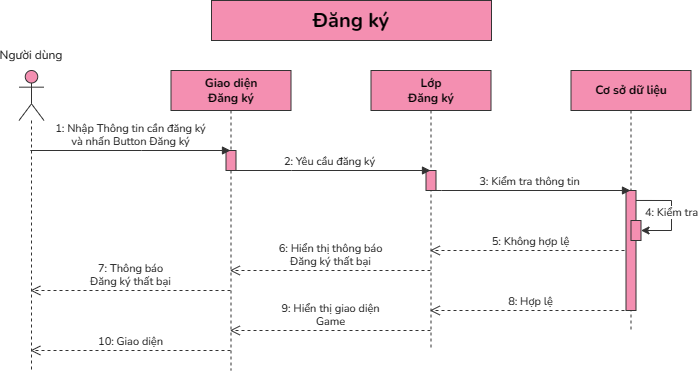 Đăng ký
Người dùng
Giao diện
Đăng ký
Lớp
Đăng ký
Cơ sở dữ liệu
1: Nhập Thông tin cần đăng ký
và nhấn Button Đăng ký
2: Yêu cầu đăng ký
3: Kiểm tra thông tin
4: Kiểm tra
5: Không hợp lệ
6: Hiển thị thông báo
Đăng ký thất bại
7: Thông báo
Đăng ký thất bại
8: Hợp lệ
9: Hiển thị giao diện
Game
10: Giao diện